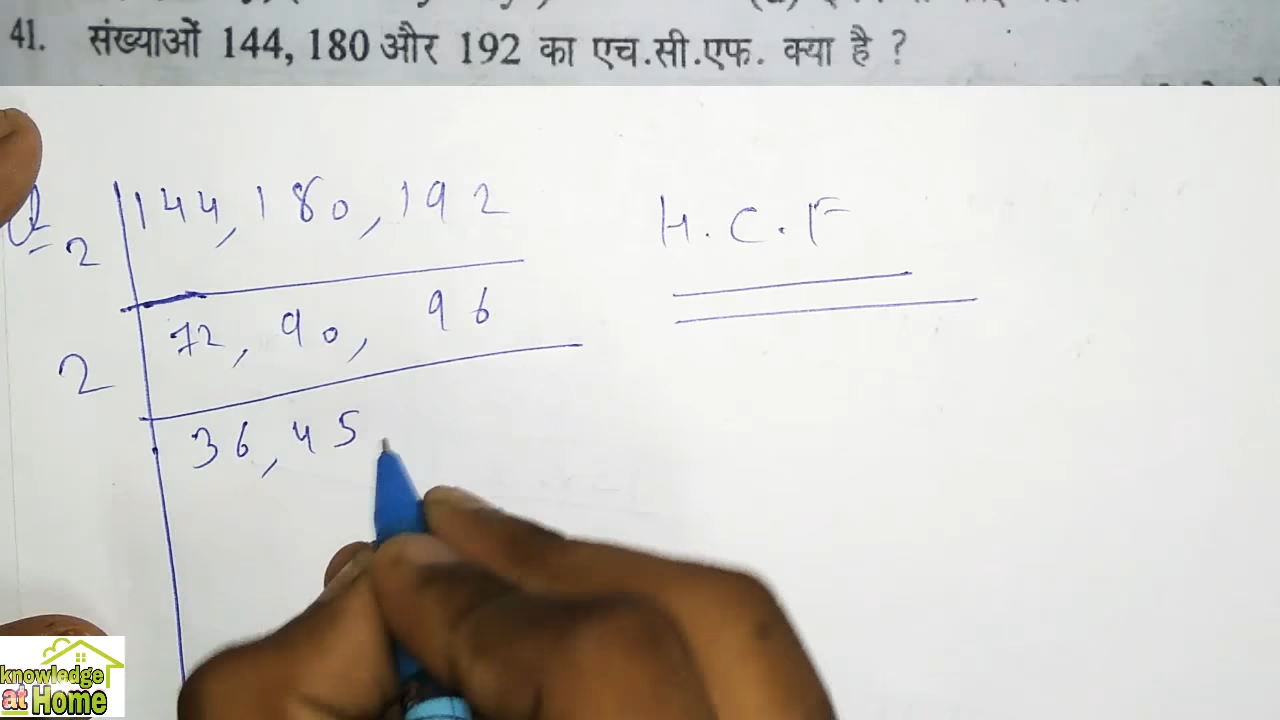 41. संख्याओं 144, 180 और 192 का एच.सी.एफ. क्या है ?
2 144, 180, 192
H. C. F
2 72, 90, 96
36, 45
knowledge
at Home